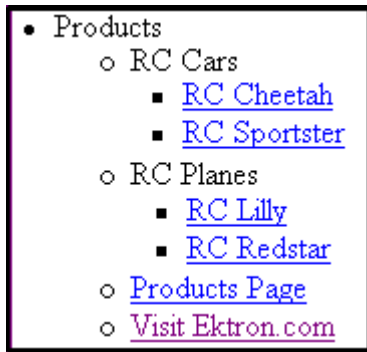 Products
RC Cars
RC Cheetah
RC Sportster
RC Planes
RC Lilly
RC Redstar
Products Page
Visit Ektron.com